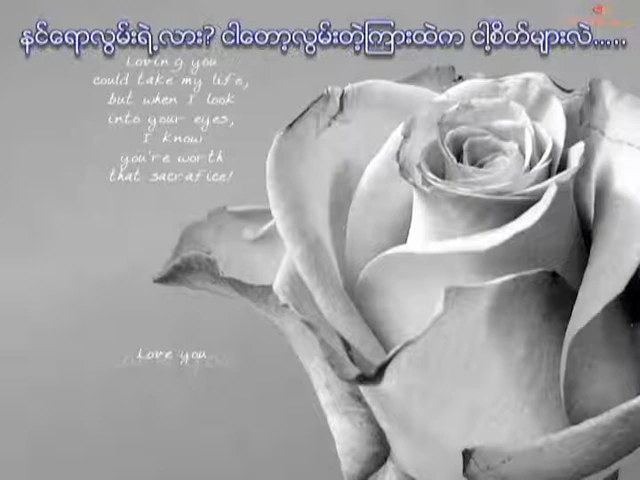 နင်ရောလွမ်းရဲ့လား? ငါတော့လွမ်းတဲ့ကြားထဲက ငါ့စိတ်များလဲ.....
Loving you
could take my life,
but when I look
into your eyes,
I know
you're worth
that sacrafice!
Love you